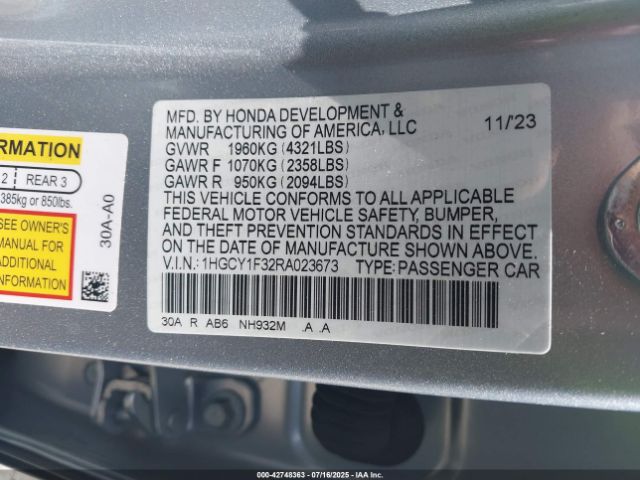 ORMATION
2 REAR 3
385kg or 850lbs.
SEE OWNER'S
MANUAL FOR
ADDITIONAL
30A-A0
MFD. BY HONDA DEVELOPMENT &
MANUFACTURING OF AMERICA, LLC 11/'23
GVWR 1960KG (4321LBS)
GAWR F 1070KG (2358LBS)
GAWR R 950KG (2094LBS)
THIS VEHICLE CONFORMS TO ALL APPLICABLE
FEDERAL MOTOR VEHICLE SAFETY, BUMPER,
AND THEFT PREVENTION STANDARDS IN EFFECT
ON THE DATE OF MANUFACTURE SHOWN ABOVE.
V.I.N.: 1HGCY1F32RA023673 TYPE:PASSENGER CAR
30A R AB6 NH932M .A .A
000-42748363 07/16/2025 IAAI.COM